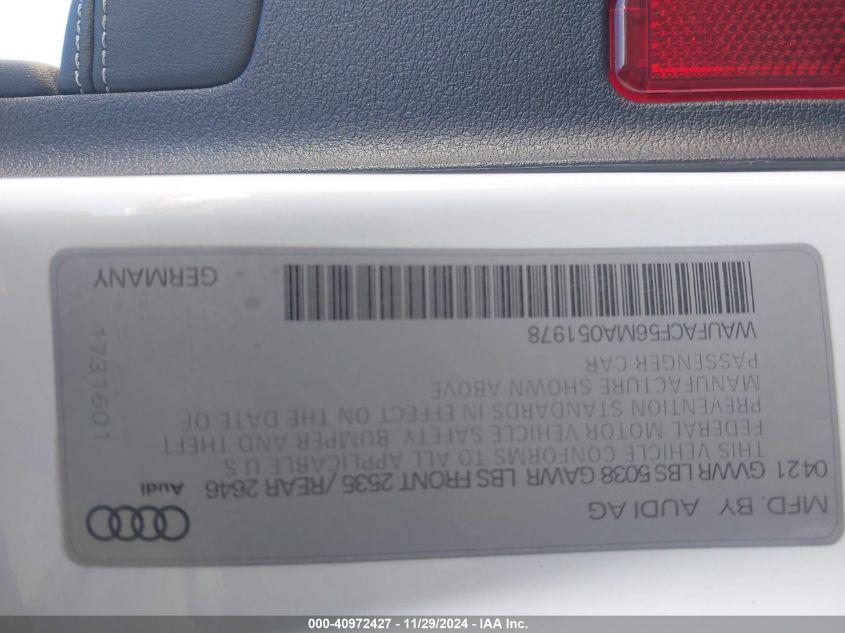 MFD. BY AUDI AG
0421 GVWR LBS 5038 GAWR LBS FRONT 2535 /REAR 2646
Audi
THIS VEHICLE CONFORMS TO ALL APPLICABLE U S
FEDERAL MOTOR VEHICLE SAFETY, BUMPER AND THEFT
PREVENTION STANDARDS IN EFFECT ON THE DATE OF
MANUFACTURE SHOWN ABOVE
PASSENGER CAR
WAUFACF56MA051978
1731601
GERMANY
000-40972427 - 11/29/2024 - IAA Inc.